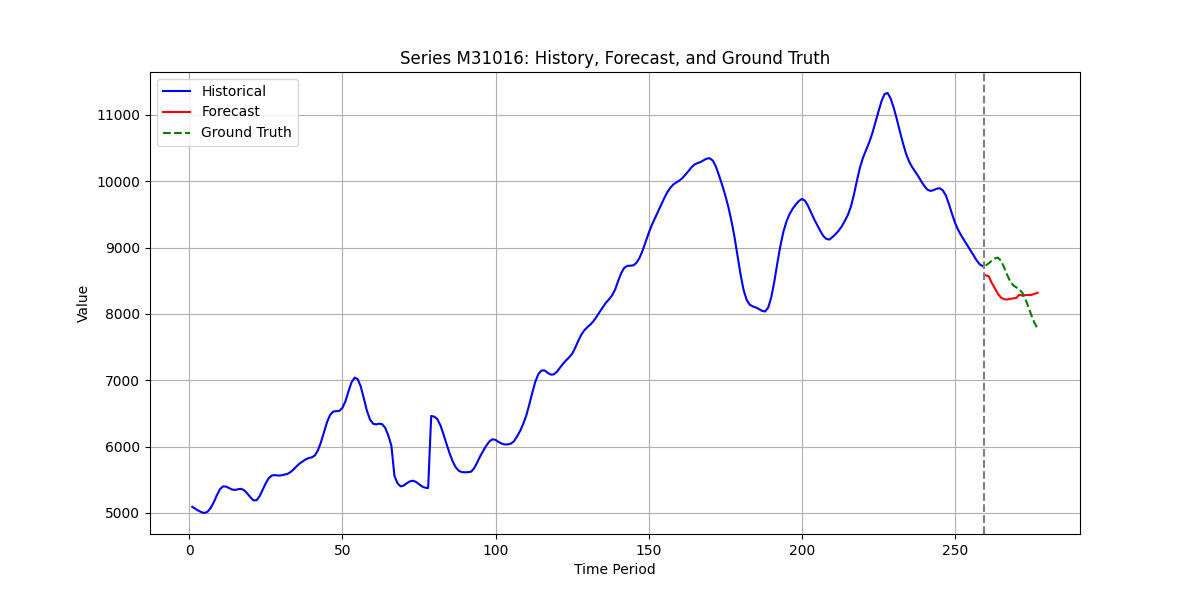 Series M31016: History, Forecast, and Ground Truth
Historical
Forecast
Ground Truth
11000
10000
9000
8000
7000
6000
5000
Value
0 50 100 150 200 250
Time Period